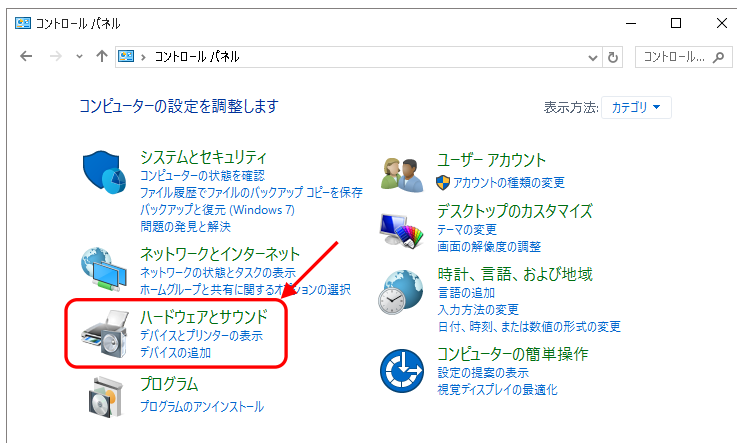 コントロール パネル
コントロール パネル
コントロール...
コンピューターの設定を調整します
表示方法: カテゴリ
システムとセキュリティ
コンピューターの状態を確認
ファイル履歴でファイルのバックアップ コピーを保存
バックアップと復元 (Windows 7)
問題の発見と解決
ネットワークとインターネット
ネットワークの状態とタスクの表示
ホームグループと共有に関するオプションの選択
ハードウェアとサウンド
デバイスとプリンターの表示
デバイスの追加
プログラム
プログラムのアンインストール
ユーザー アカウント
アカウントの種類の変更
デスクトップのカスタマイズ
テーマの変更
画面の解像度の調整
時計、言語、および地域
言語の追加
入力方法の変更
日付、時刻、または数値の形式の変更
コンピューターの簡単操作
設定の提案の表示
視覚ディスプレイの最適化